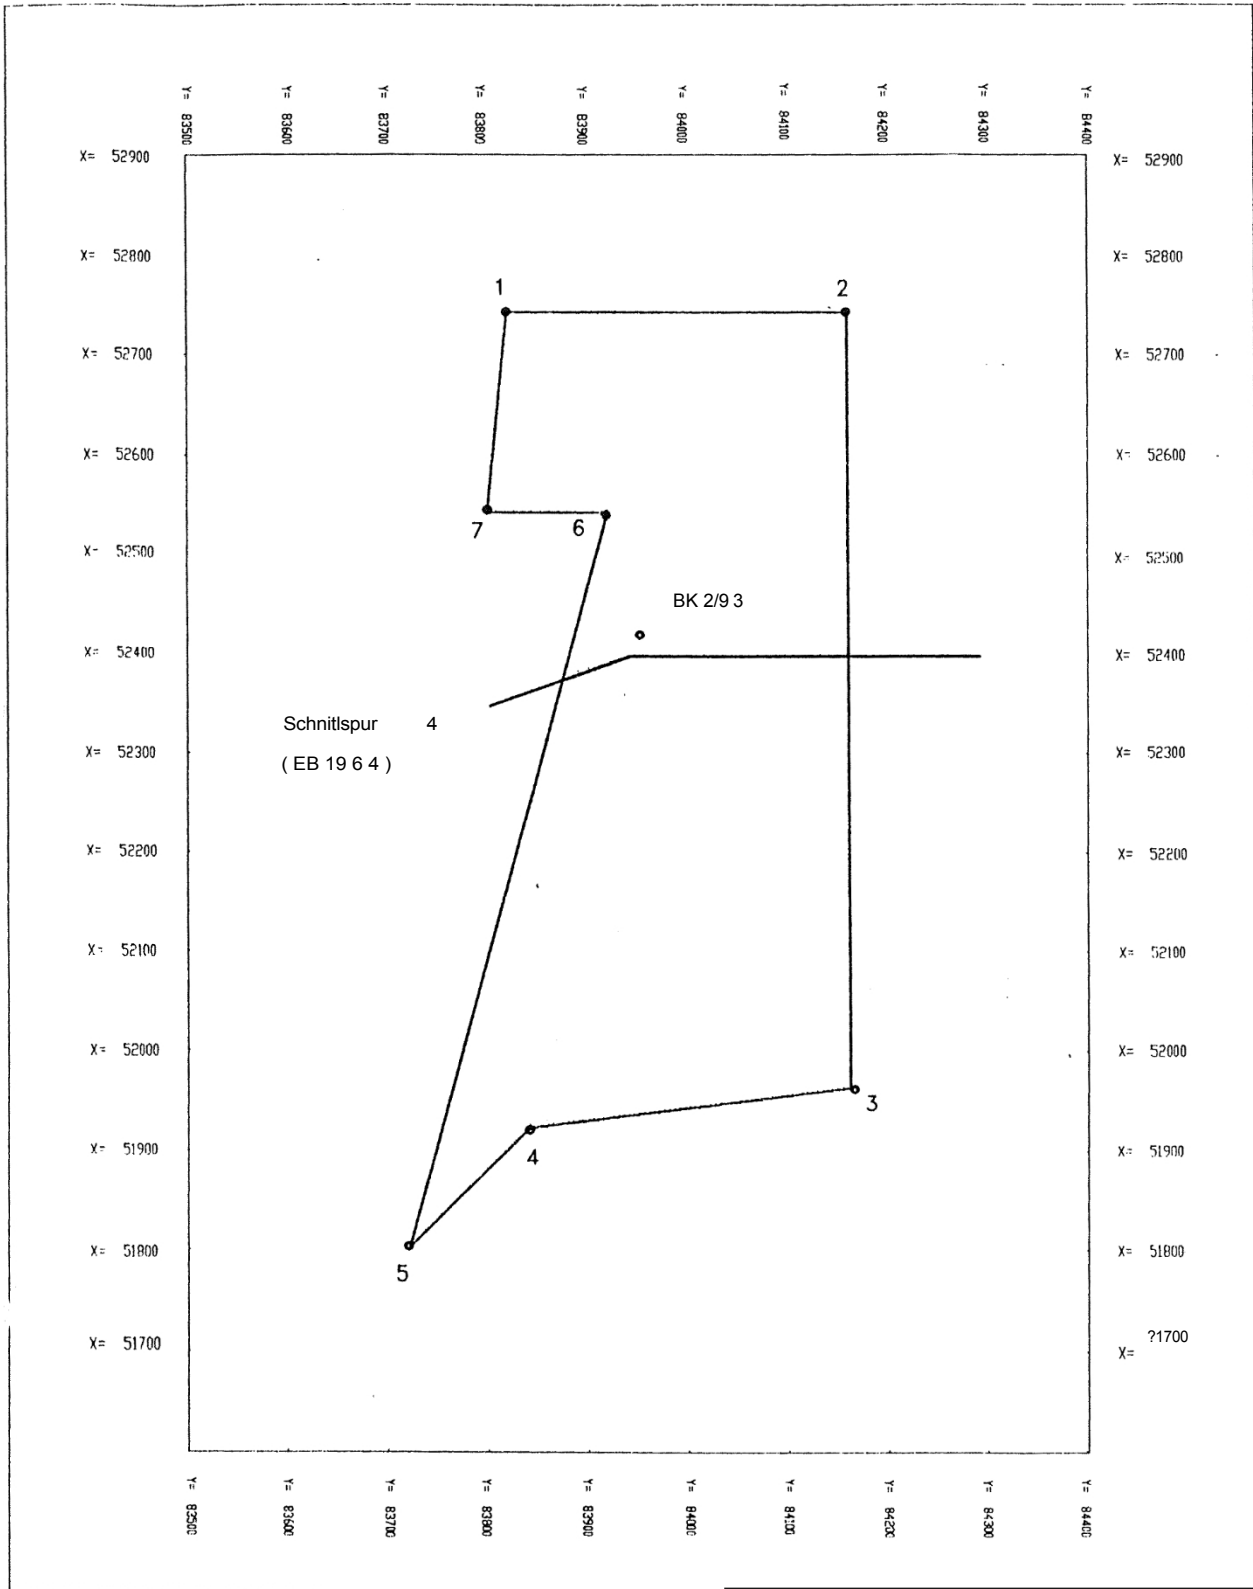 Y= 83500 Y= 83600 Y= 83700 Y= 83800 Y= 83900 Y= 84000 Y= 84100 Y= 84200 Y= 84300 Y= 84400
X= 52900 X= 52900
X= 52800 X= 52800
1 2
X= 52700 X= 52700
X= 52600 X= 52600
7 6
X= 52500 X= 52500
BK 2/9 3
X= 52400 X= 52400
Schnitlspur 4
X= 52300 X= 52300
( EB 19 6 4 )
X= 52200 X= 52200
X= 52100 X= 52100
X= 52000 X= 52000
3
X= 51900 X= 51900
4
X= 51800 X= 51800
5
X= 51700 X= ?1700
Y= 83500 Y= 83600 Y= 83700 Y= 83800 Y= 83900 Y= 84000 Y= 84100 Y= 84200 Y= 84300 Y= 84400